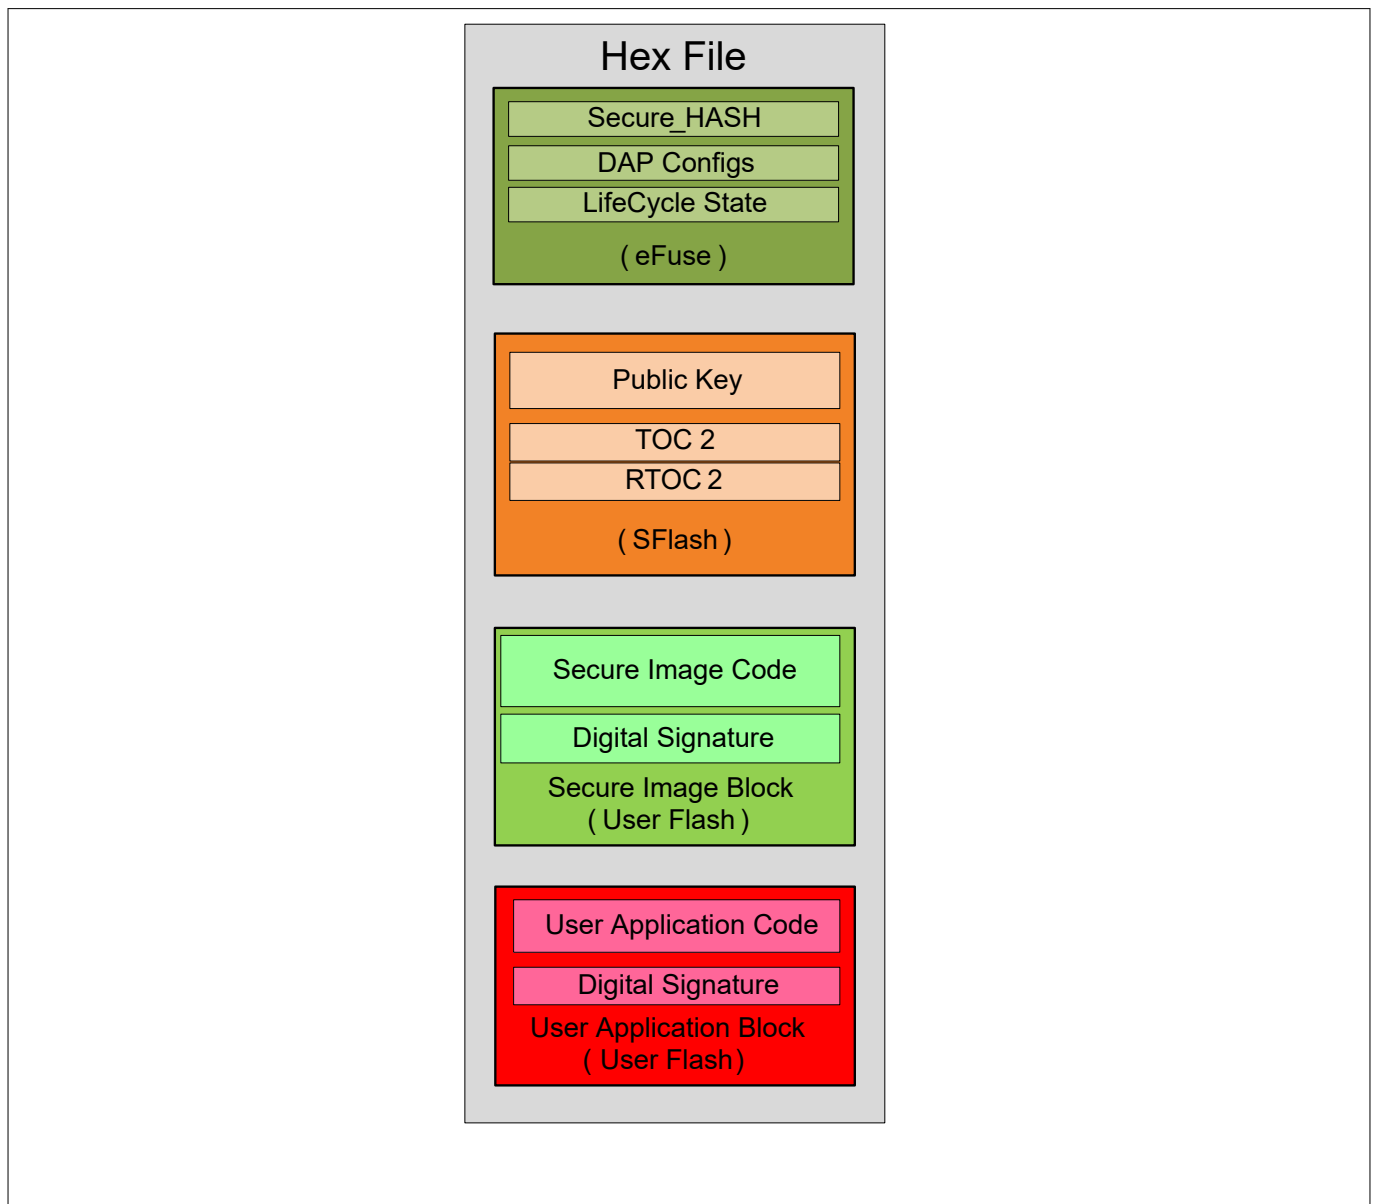 Hex File
Secure_HASH
DAP Configs
LifeCycle State
( eFuse )
Public Key
TOC 2
RTOC 2
( SFlash )
Secure Image Code
Digital Signature
Secure Image Block
( User Flash )
User Application Code
Digital Signature
User Application Block
( User Flash )